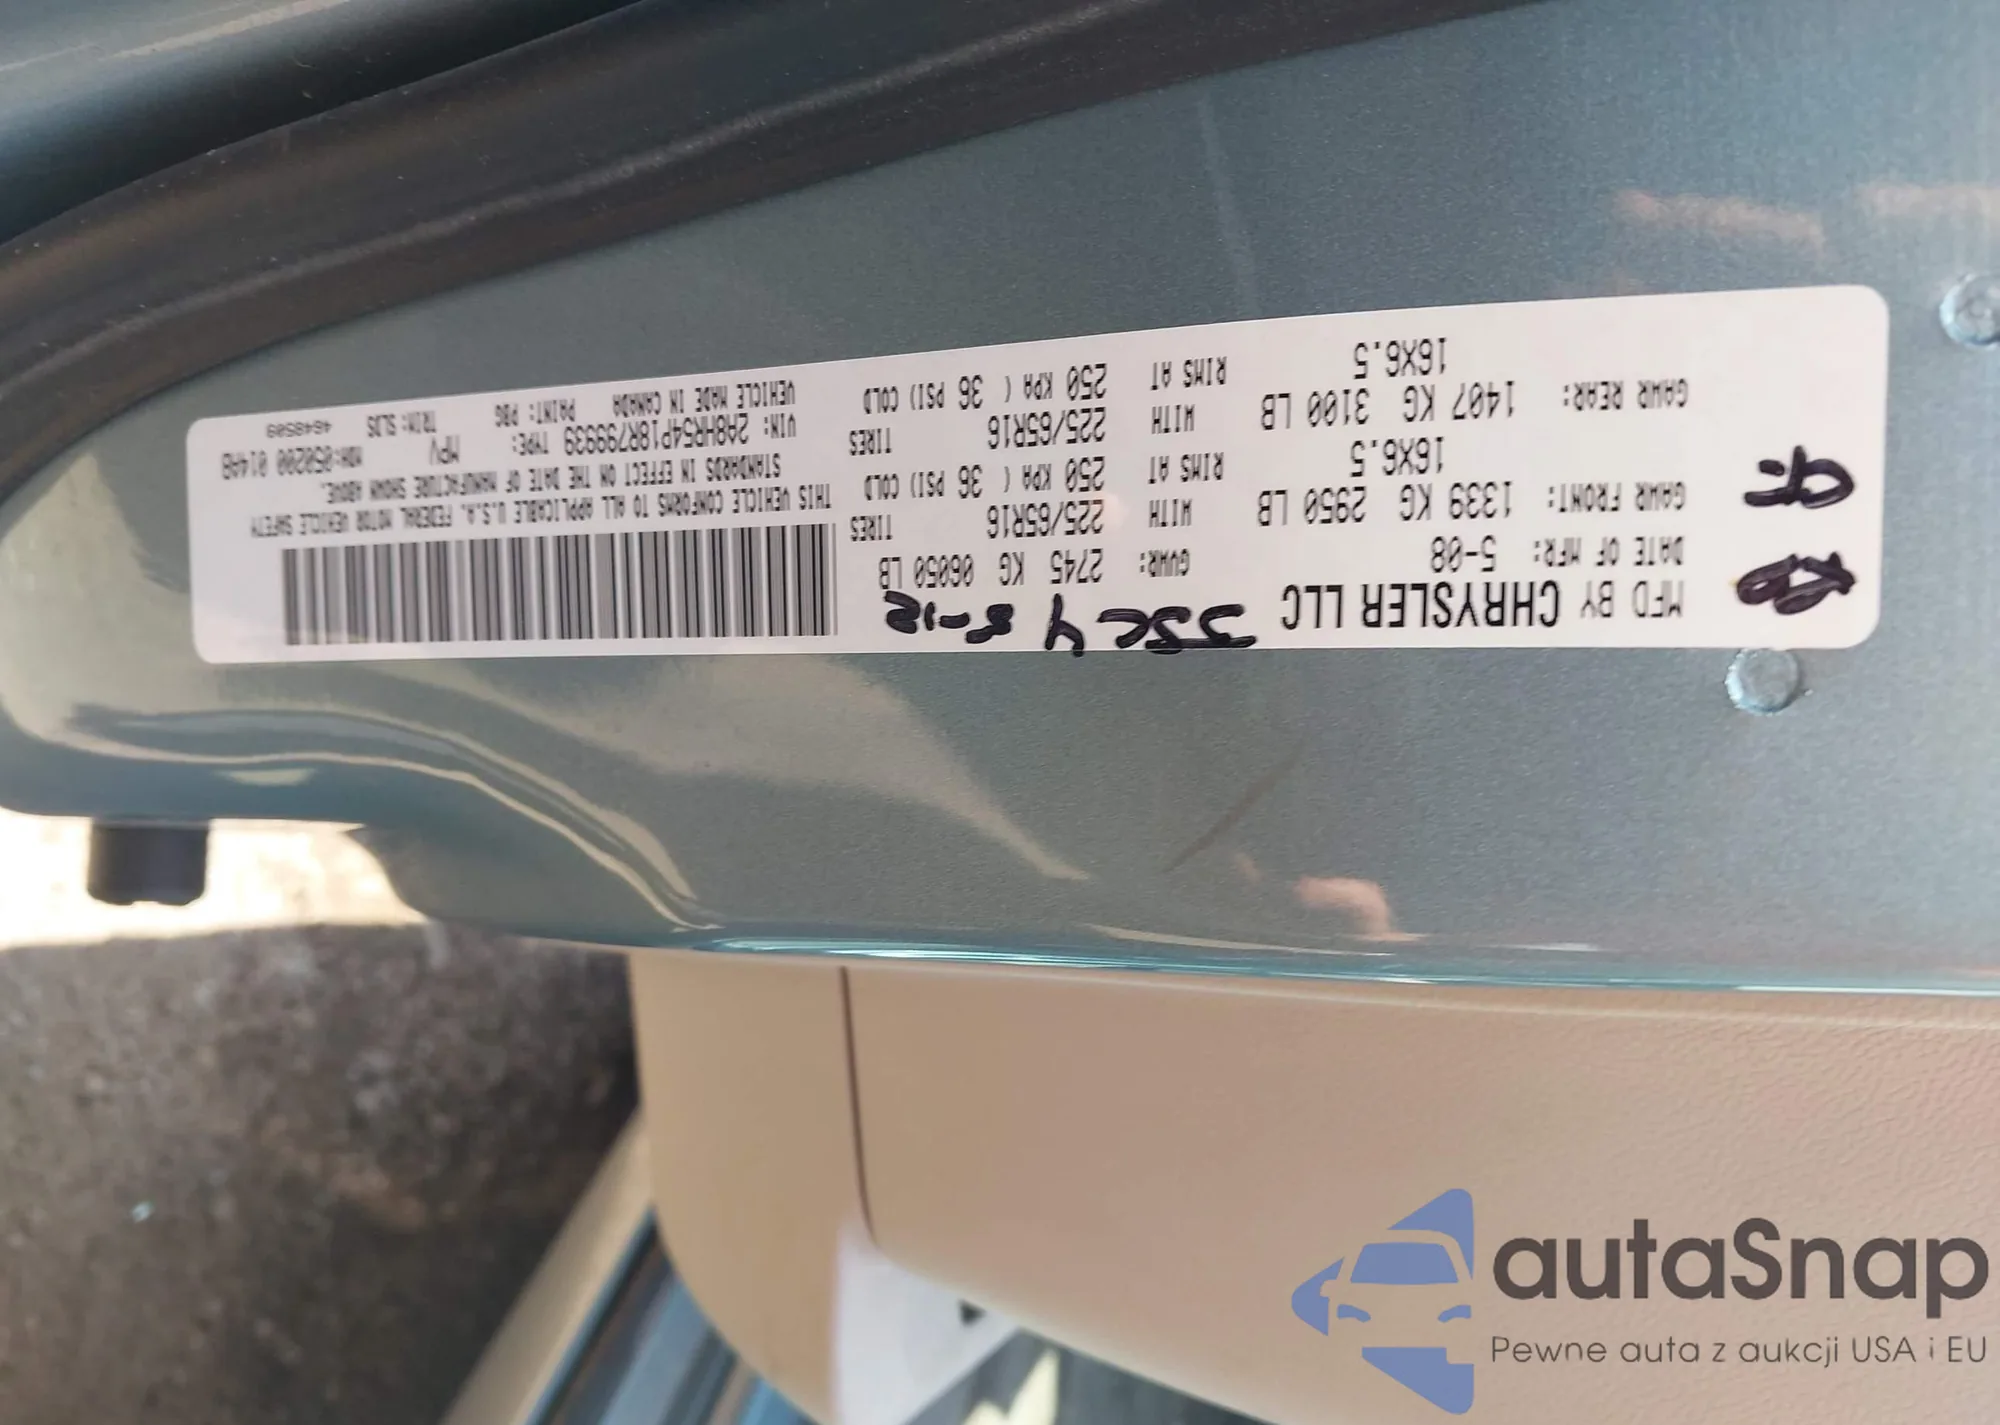 MFD BY CHRYSLER LLC
DATE OF MFR: 5-08 GVWR: 2745 KG 06050 LB
GAWR FRONT: 1339 KG 2950 LB WITH 225/65R16 TIRES
16X6.5 RIMS AT 250 KPA ( 36 PSI) COLD
GAWR REAR: 1407 KG 3100 LB WITH 225/65R16 TIRES
16X6.5 RIMS AT 250 KPA ( 36 PSI) COLD
THIS VEHICLE CONFORMS TO ALL APPLICABLE U.S.A. FEDERAL MOTOR VEHICLE SAFETY
STANDARDS IN EFFECT ON THE DATE OF MANUFACTURE SHOWN ABOVE.
VIN: 2A8HR54P18R799939 TYPE: MPV MDH:050200 014AB
VEHICLE MADE IN CANADA PAINT: PBG TRIM: SLDS 4648509
autaSnap
Pewne auta z aukcji USA i EU